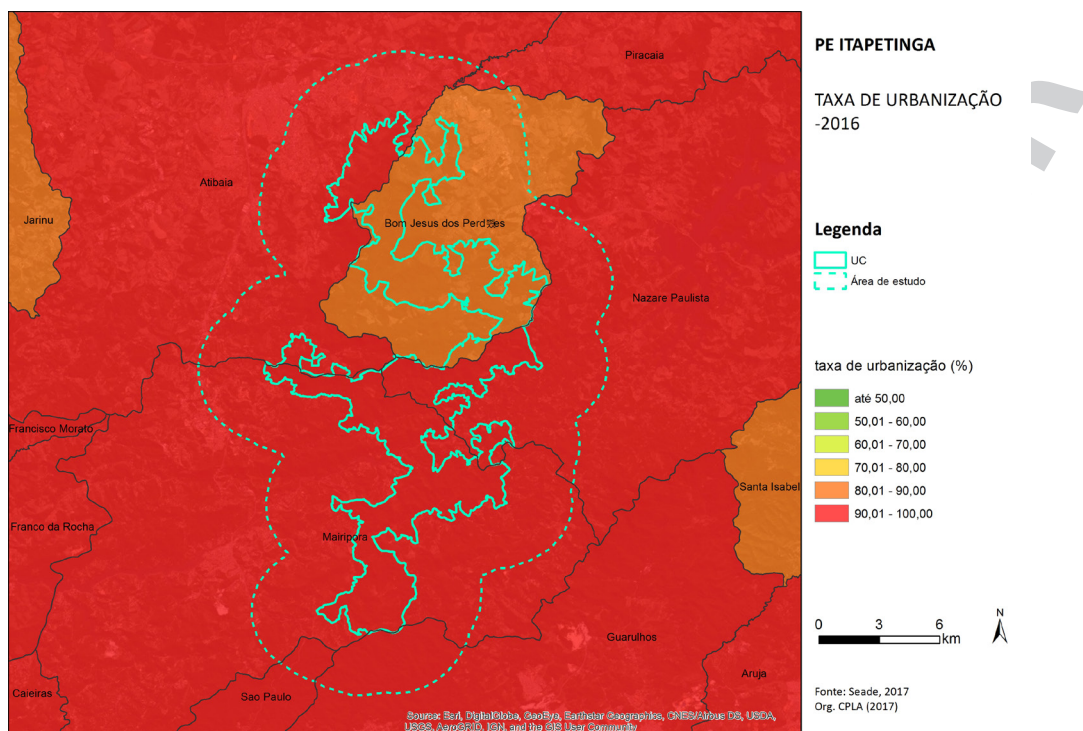 PE ITAPETINGA
TAXA DE URBANIZAÇÃO
-2016
Legenda
UC
Área de estudo
taxa de urbanização (%)
até 50,00
50,01 - 60,00
60,01 - 70,00
70,01 - 80,00
80,01 - 90,00
90,01 - 100,00
0 3 6
km
N
Fonte: Seade, 2017
Org. CPLA (2017)
Piracaia
Atibaia
Jarinu
Bom Jesus dos Perdões
Nazare Paulista
Francisco Morato
Santa Isabel
Franco da Rocha
Mairipora
Guarulhos
Aruja
Sao Paulo
Caieiras
Source: Esri, DigitalGlobe, GeoEye, Earthstar Geographics, CNES/Airbus DS, USDA,
USGS, AeroGRID, IGN, and the GIS User Community